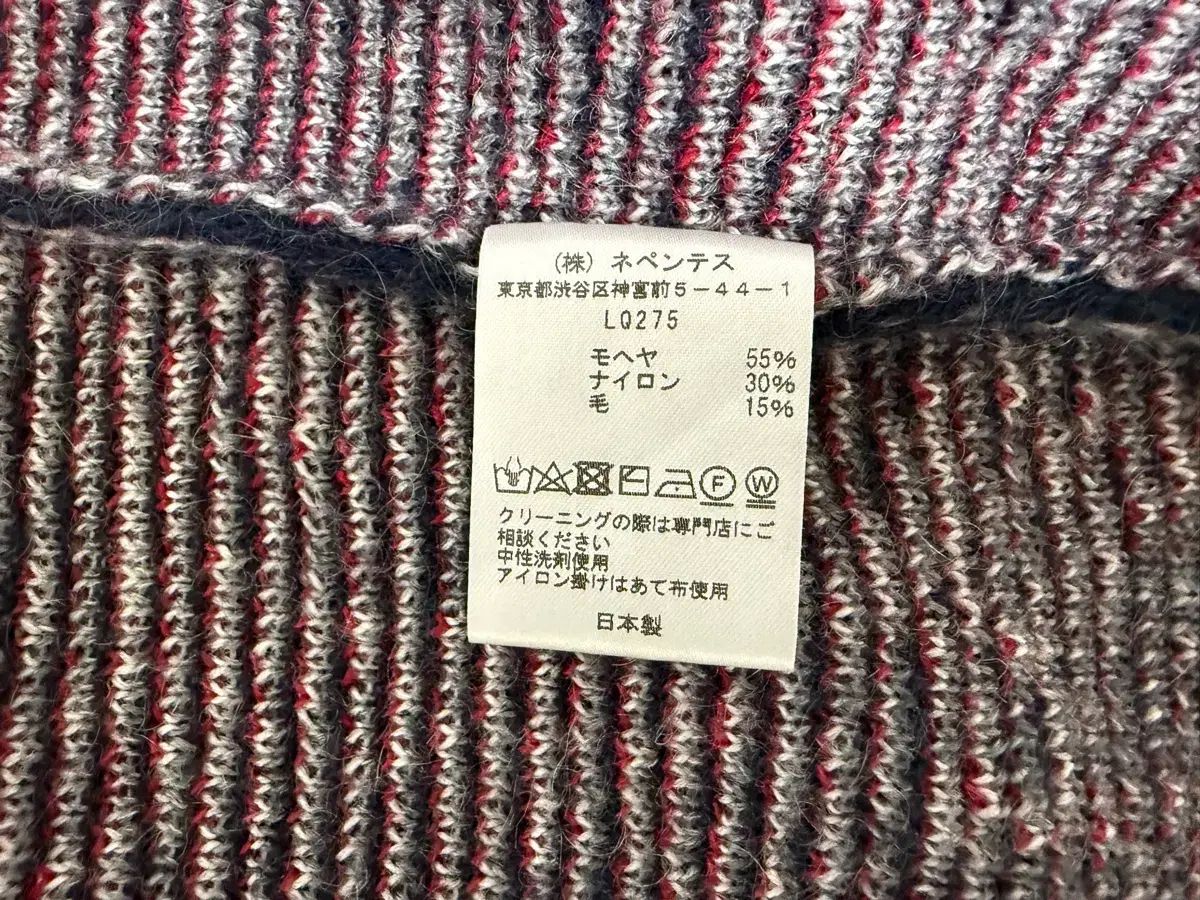 (株) ネペンテス
東京都渋谷区神宮前5-44-1
LQ275
モヘヤ 55%
ナイロン 30%
毛 15%
F W
クリーニングの際は専門店にご
相談ください
中性洗剤使用
アイロン掛けはあて布使用
日本製